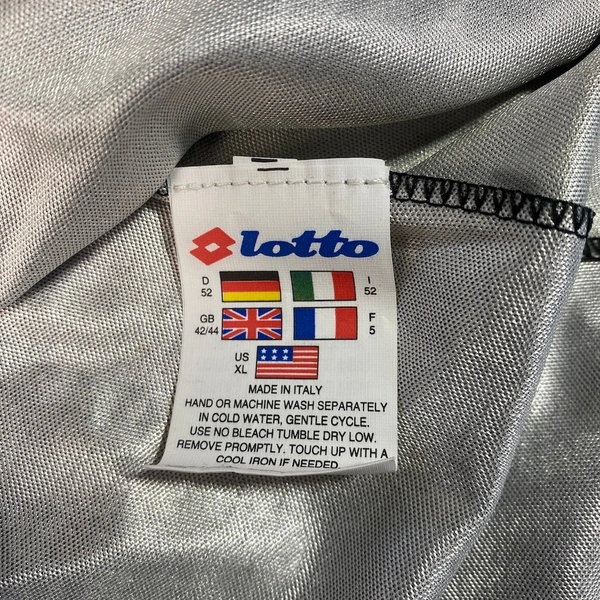 lotto
D 52 I 52
GB 42/44 F 5
US XL
MADE IN ITALY
HAND OR MACHINE WASH SEPARATELY
IN COLD WATER, GENTLE CYCLE.
USE NO BLEACH TUMBLE DRY LOW.
REMOVE PROMPTLY. TOUCH UP WITH A
COOL IRON IF NEEDED